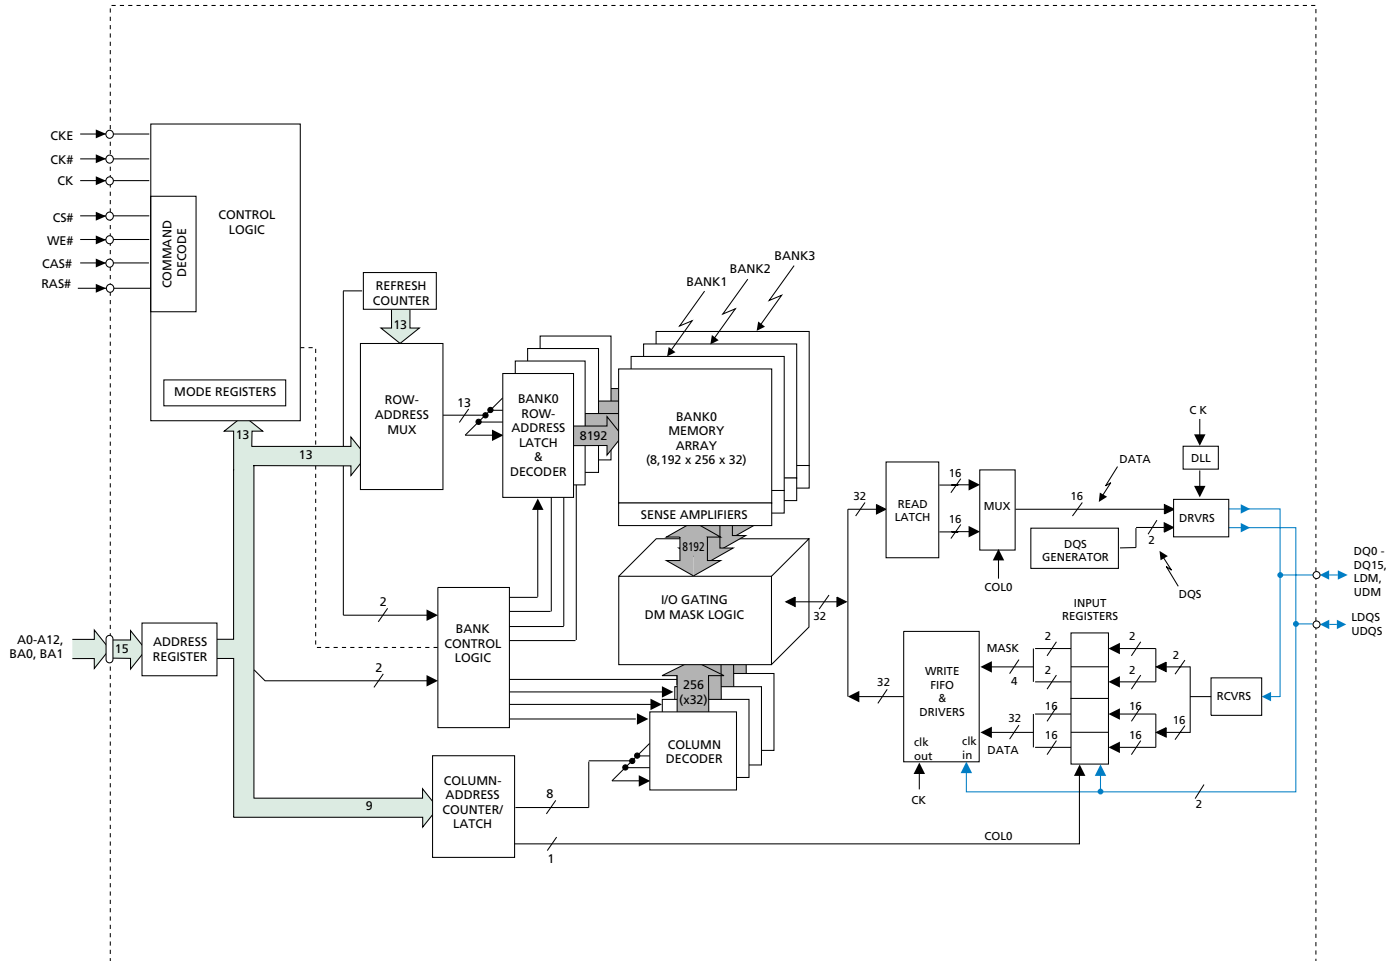 CKE
CK#
CK
CS#
WE#
CAS#
RAS#
CONTROL
LOGIC
COMMAND
DECODE
MODE REGISTERS
REFRESH
COUNTER
13
ROW-
ADDRESS
MUX
13
13
13
BANK0
ROW-
ADDRESS
LATCH
&
DECODER
8192
BANK1
BANK2
BANK3
BANK0
MEMORY
ARRAY
(8,192 x 256 x 32)
SENSE AMPLIFIERS
8192
I/O GATING
DM MASK LOGIC
32
A0-A12,
BA0, BA1
15
ADDRESS
REGISTER
2
2
BANK
CONTROL
LOGIC
256
(x32)
COLUMN
DECODER
9
COLUMN-
ADDRESS
COUNTER/
LATCH
8
1
COL0
32
READ
LATCH
16
16
MUX
COL0
16
DATA
DQS
GENERATOR
2
DQS
C K
DLL
DRVRS
DQ0 -
DQ15,
LDM,
UDM
LDQS
UDQS
INPUT
REGISTERS
32
WRITE
FIFO
&
DRIVERS
clk
out
clk
in
CK
MASK
4
32
DATA
2
2
16
16
2
2
16
16
2
16
RCVRS
2